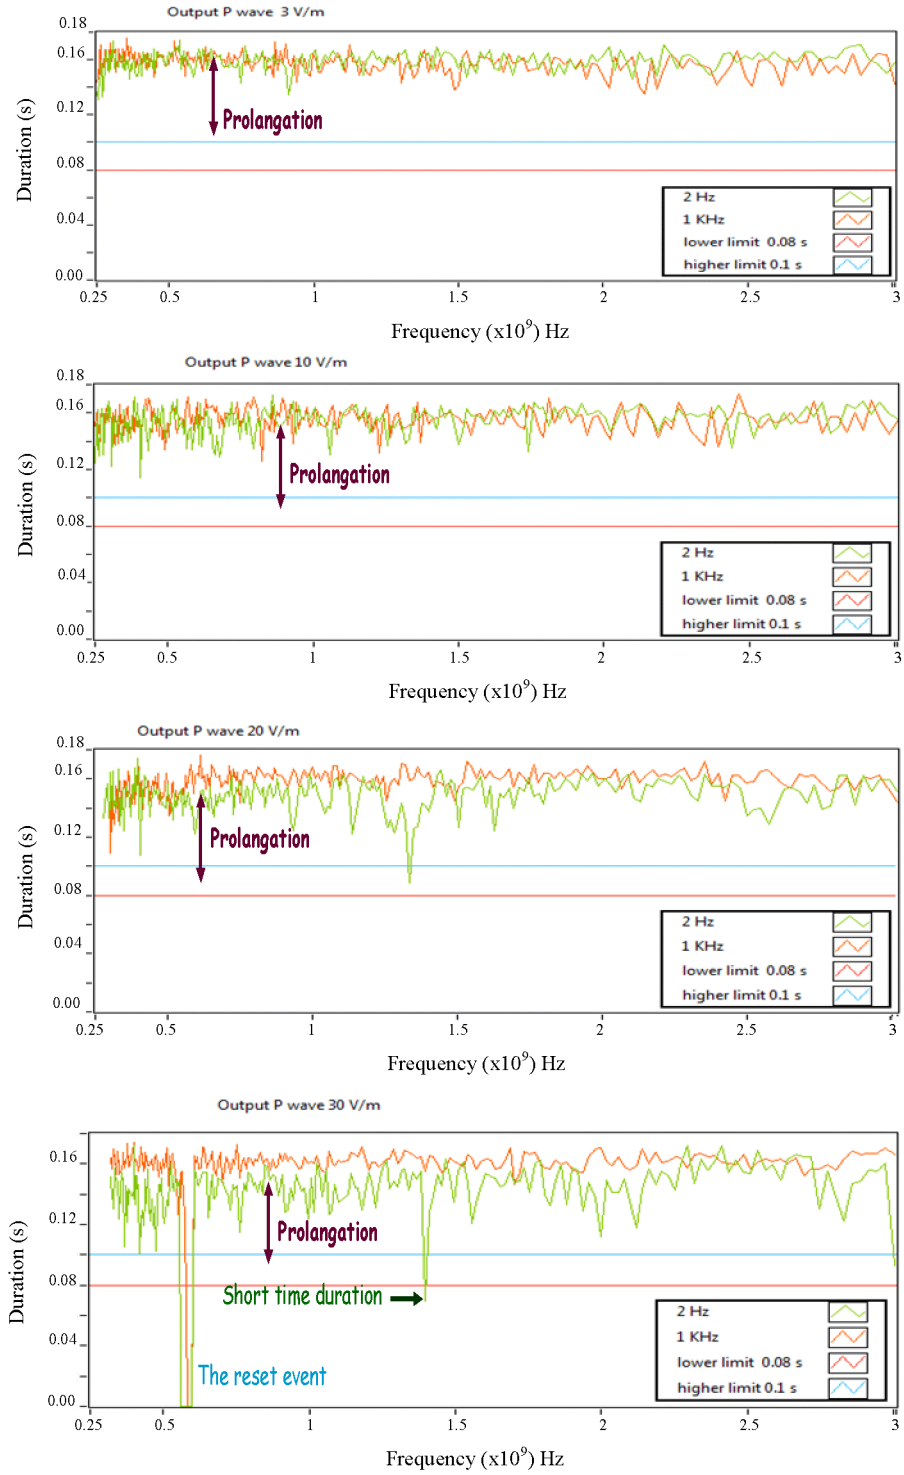 Output P wave  3 V/m
0.18
0.16
0.12
0.08
0.04
0.00
Duration (s)
Prolangation
2 Hz
1 KHz
lower limit  0.08 s
higher limit 0.1 s
0.25
0.5
1
1.5
2
2.5
3
Frequency (x10⁹) Hz
Output P wave 10 V/m
0.18
0.16
0.12
0.08
0.04
0.00
Duration (s)
Prolangation
2 Hz
1 KHz
lower limit  0.08 s
higher limit 0.1 s
0.25
0.5
1
1.5
2
2.5
3
Frequency (x10⁹) Hz
Output P wave 20 V/m
0.18
0.16
0.12
0.08
0.04
0.00
Duration (s)
Prolangation
2 Hz
1 KHz
lower limit  0.08 s
higher limit 0.1 s
0.25
0.5
1
1.5
2
2.5
3
Frequency (x10⁹) Hz
Output P wave 30 V/m
0.16
0.12
0.08
0.04
0.00
Duration (s)
Prolangation
Short time duration
The reset event
2 Hz
1 KHz
lower limit  0.08 s
higher limit 0.1 s
0.25
0.5
1
1.5
2
2.5
3
Frequency (x10⁹) Hz